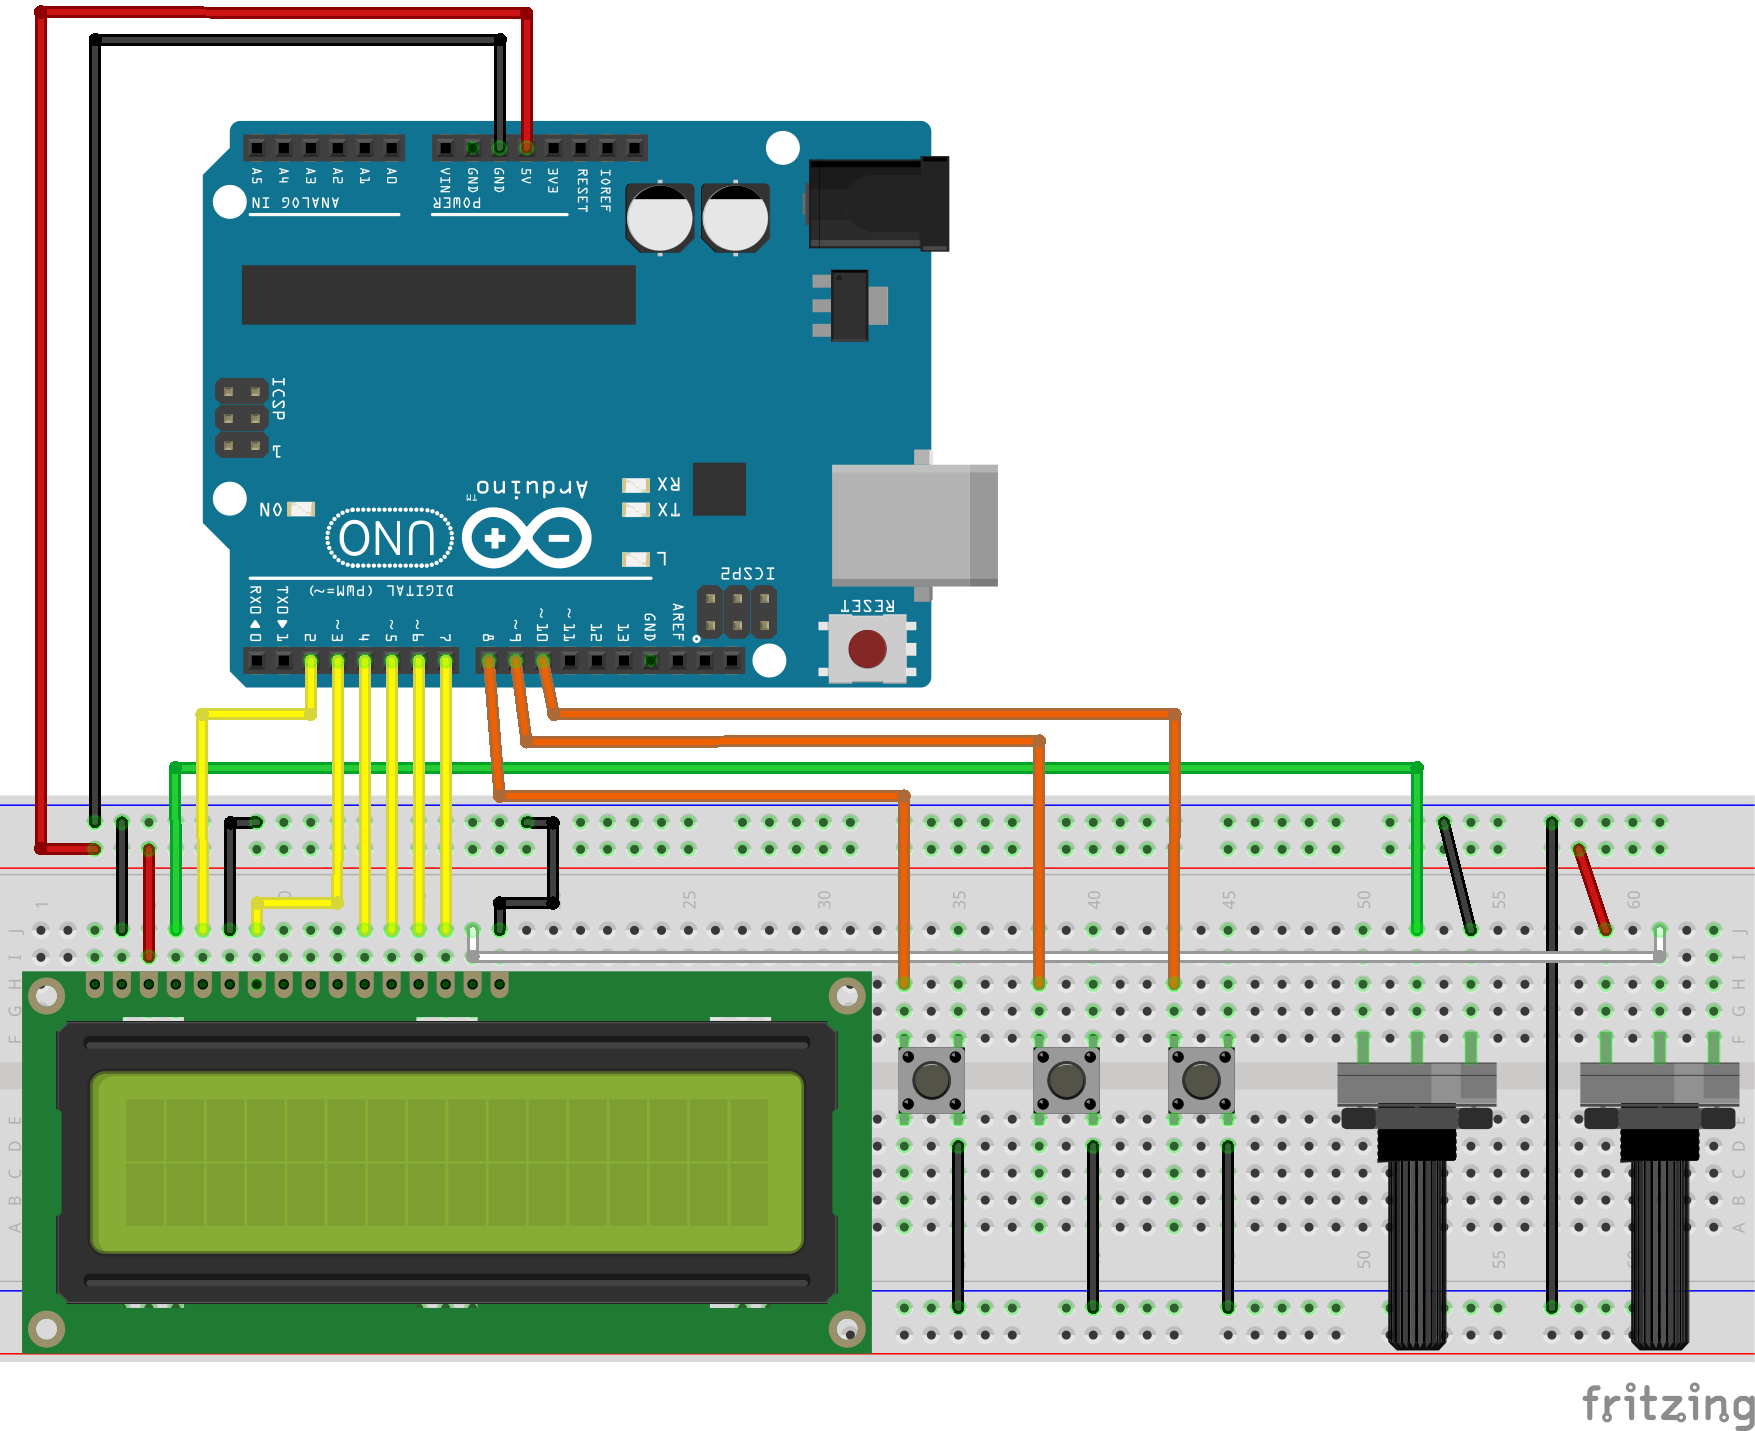 A5 A4 A3 A2 A1 A0
ANALOG IN
VIN GND GND 5V 3V3 RESET IOREF
POWER
ICSP
1
ON
UNO
Arduino
TM
RX
TX
L
ICSP2
RESET
DIGITAL (PWM=~)
RX0 0
TX0 1
2 ~3 4 ~5 ~6 7
8 ~9 ~10 ~11 12 13 GND AREF
1 25 30 35 40 45 50 55 60
J J
I I
H H
G G
F F
E E
D D
C C
B B
A A
50 55
fritzing